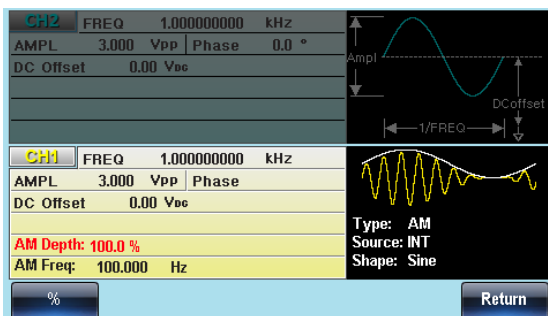 CH2 FREQ 1.000000000 kHz
AMPL 3.000 Vpp Phase 0.0 °
DC Offset 0.00 VDC
Ampl
DCoffset
1/FREQ
CH1 FREQ 1.000000000 kHz
AMPL 3.000 Vpp Phase
DC Offset 0.00 VDC
AM Depth: 100.0 %
AM Freq: 100.000 Hz
Type: AM
Source: INT
Shape: Sine
% Return